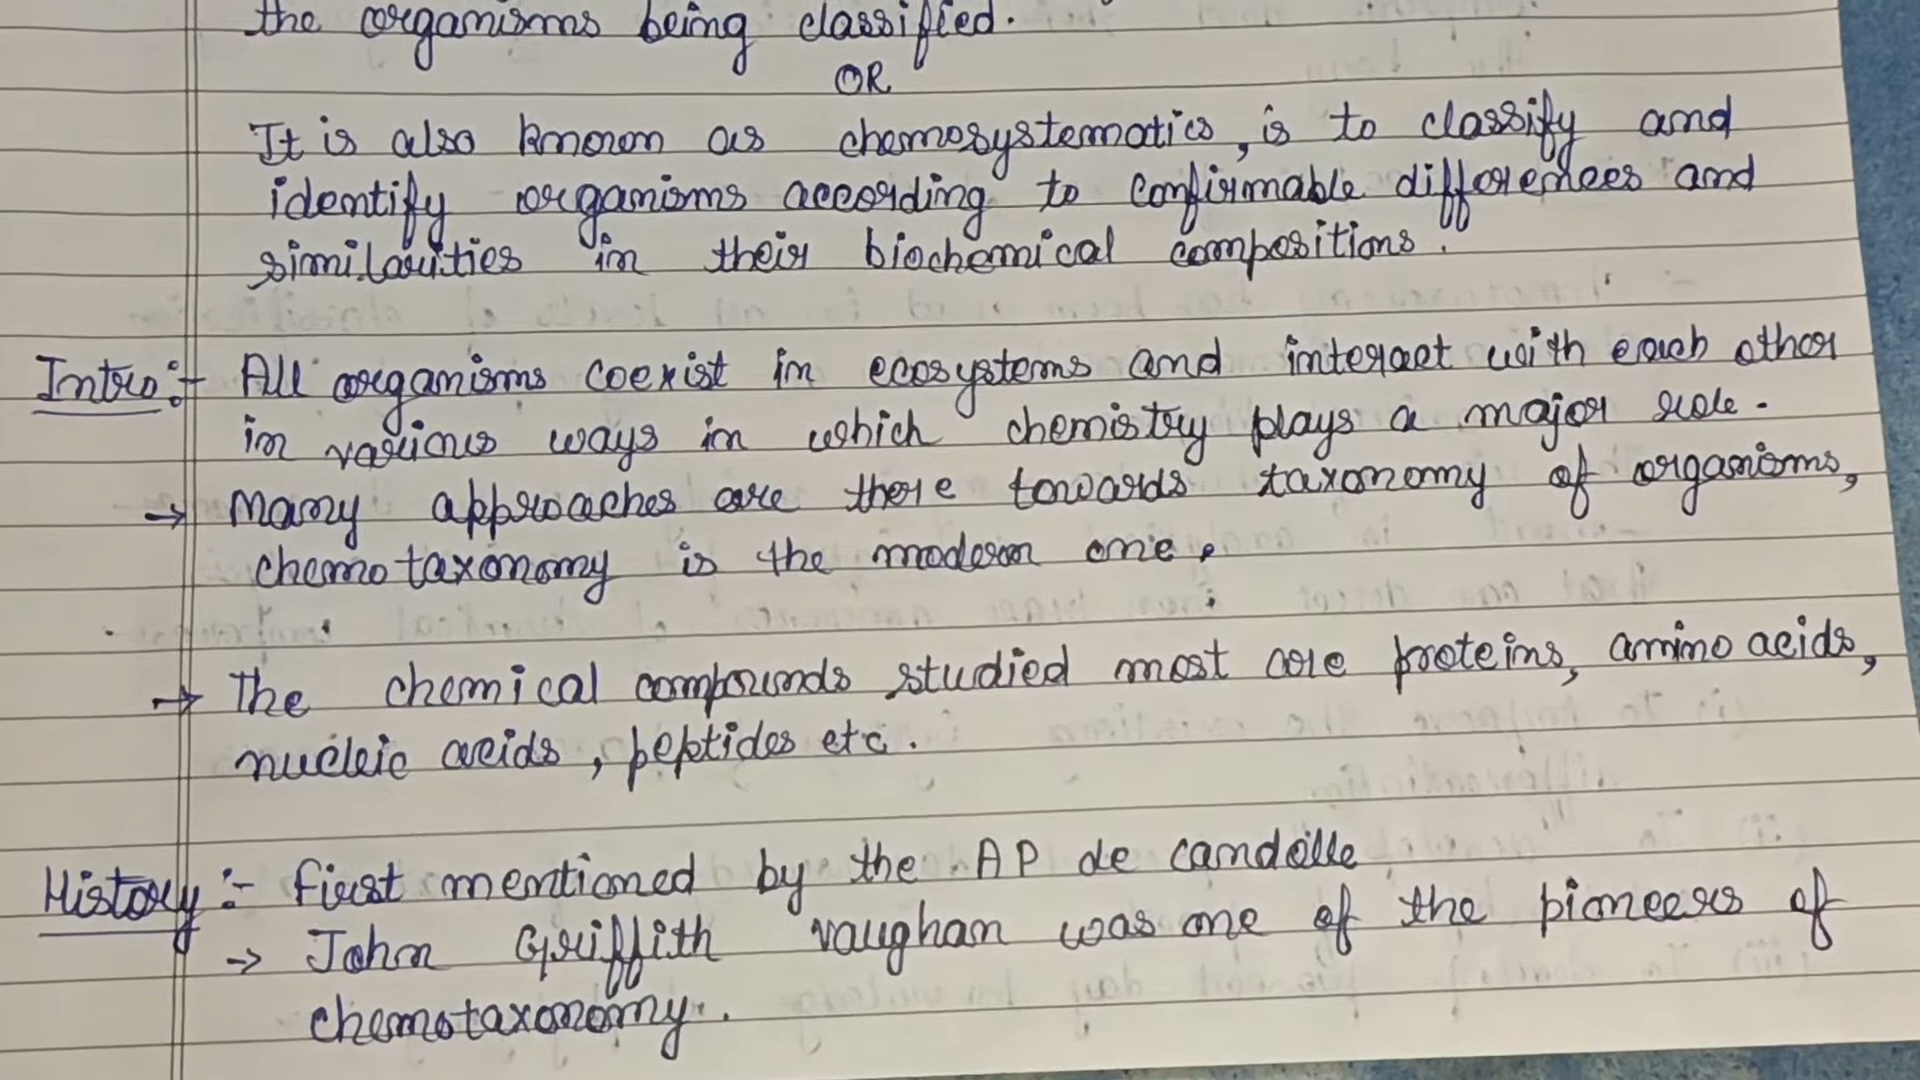 the organisms being classified.
OR
It is also known as chemosystematics, is to classify and
identify organisms according to confirmable differences and
similarities in their biochemical compositions.
Intro :- All organisms coexist in ecosystems and interact with each other
in various ways in which chemistry plays a major role.
→ Many approaches are there towards taxonomy of organisms,
chemotaxonomy is the modern one.
→ The chemical compounds studied most are proteins, amino acids,
nucleic acids, peptides etc.
History :- First mentioned by the AP de candolle
→ John Griffith Vaughan was one of the pioneers of
chemotaxonomy.